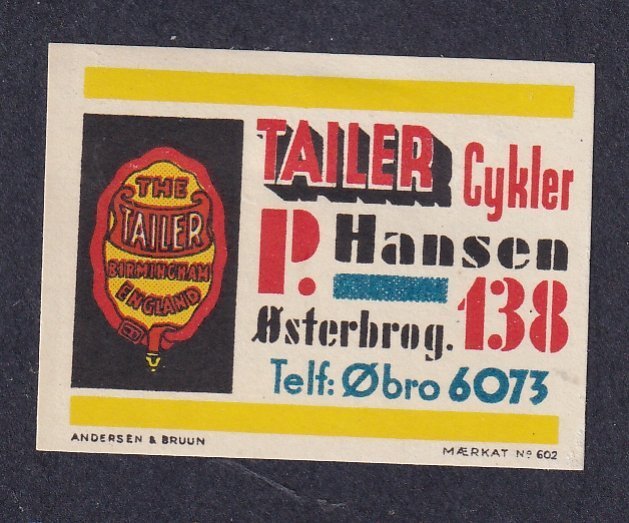 THE
TAILER
BIRMINGHAM
ENGLAND
TAILER Cykler
P. Hansen
Østerbrog. 138
Telf: Øbro 6073
ANDERSEN & BRUUN
MÆRKAT Nº 602